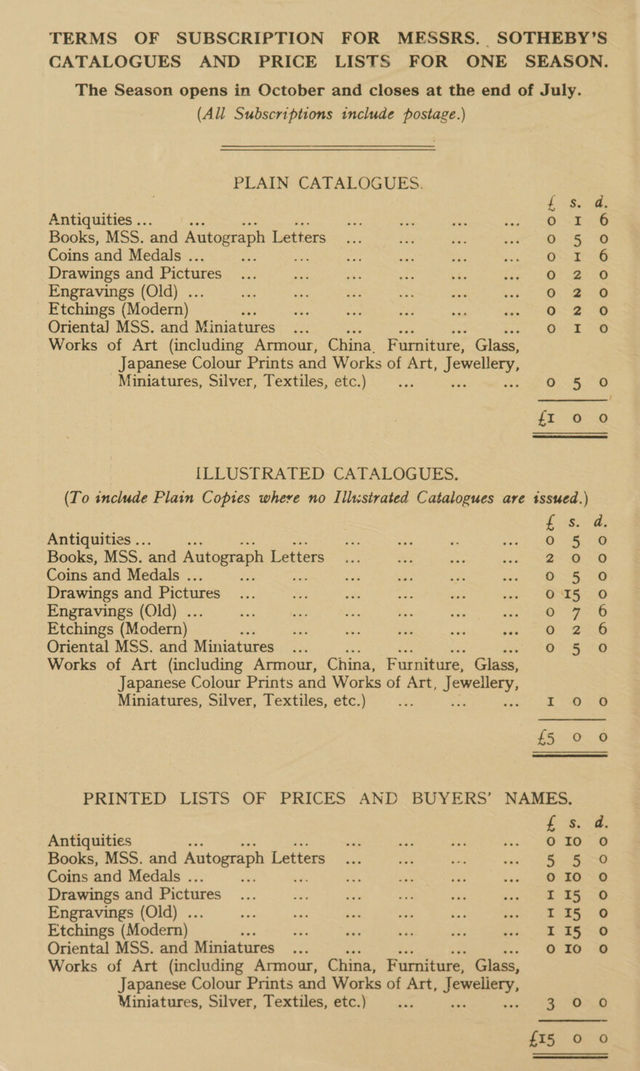 TERMS OF SUBSCRIPTION FOR MESSRS. SOTHEBY'S
CATALOGUES AND PRICE LISTS FOR ONE SEASON.
The Season opens in October and closes at the end of July.
(All Subscriptions include postage.)
PLAIN CATALOGUES.
£ s. d.
Antiquities ... ... ... ... ... ... ... ... 0 1 6
Books, MSS. and Autograph Letters ... ... ... ... 0 5 0
Coins and Medals ... ... ... ... ... ... ... 0 1 6
Drawings and Pictures ... ... ... ... ... ... 0 2 0
Engravings (Old) ... ... ... ... ... ... ... 0 2 0
Etchings (Modern) ... ... ... ... ... ... 0 2 0
Oriental MSS. and Miniatures ... ... ... ... ... 0 1 0
Works of Art (including Armour, China, Furniture, Glass,
Japanese Colour Prints and Works of Art, Jewellery,
Miniatures, Silver, Textiles, etc.) ... ... ... 0 5 0
£1 0 0
ILLUSTRATED CATALOGUES.
(To include Plain Copies where no Illustrated Catalogues are issued.)
£ s. d.
Antiquities ... ... ... ... ... ... .. ... 0 5 0
Books, MSS. and Autograph Letters ... ... ... ... 2 0 0
Coins and Medals ... ... ... ... ... ... ... 0 5 0
Drawings and Pictures ... ... ... ... ... ... 0 15 0
Engravings (Old) ... ... ... ... ... ... ... 0 7 6
Etchings (Modern) ... ... ... ... ... ... 0 2 6
Oriental MSS. and Miniatures ... ... ... ... ... 0 5 0
Works of Art (including Armour, China, Furniture, Glass,
Japanese Colour Prints and Works of Art, Jewellery,
Miniatures, Silver, Textiles, etc.) ... ... ... 1 0 0
£5 0 0
PRINTED LISTS OF PRICES AND BUYERS' NAMES.
£ s. d.
Antiquities ... ... ... ... ... ... ... 0 10 0
Books, MSS. and Autograph Letters ... ... ... ... 5 5 0
Coins and Medals ... ... ... ... ... ... ... 0 10 0
Drawings and Pictures ... ... ... ... ... ... 1 15 0
Engravings (Old) ... ... ... ... ... ... ... 1 15 0
Etchings (Modern) ... ... ... ... ... ... 1 15 0
Oriental MSS. and Miniatures ... ... ... ... ... 0 10 0
Works of Art (including Armour, China, Furniture, Glass,
Japanese Colour Prints and Works of Art, Jewellery,
Miniatures, Silver, Textiles, etc.) ... ... ... 3 0 0
£15 0 0